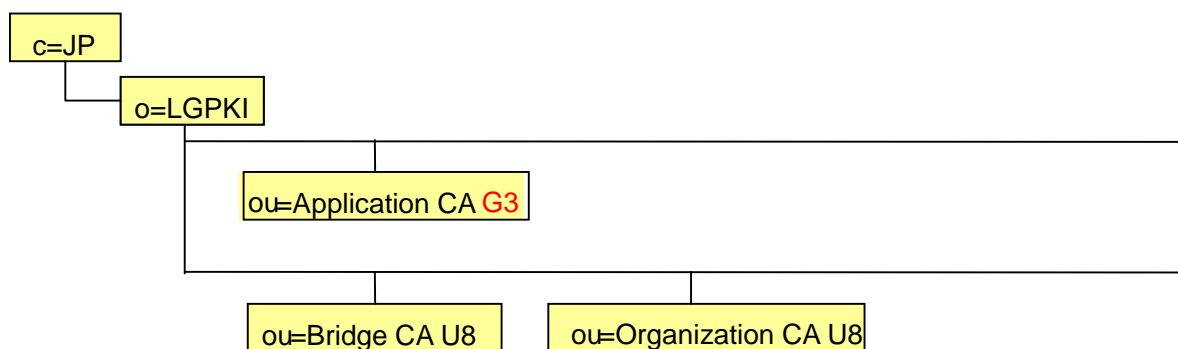 c=JP
o=LGPKI
ou=Application CA G3
ou=Bridge CA U8
ou=Organization CA U8